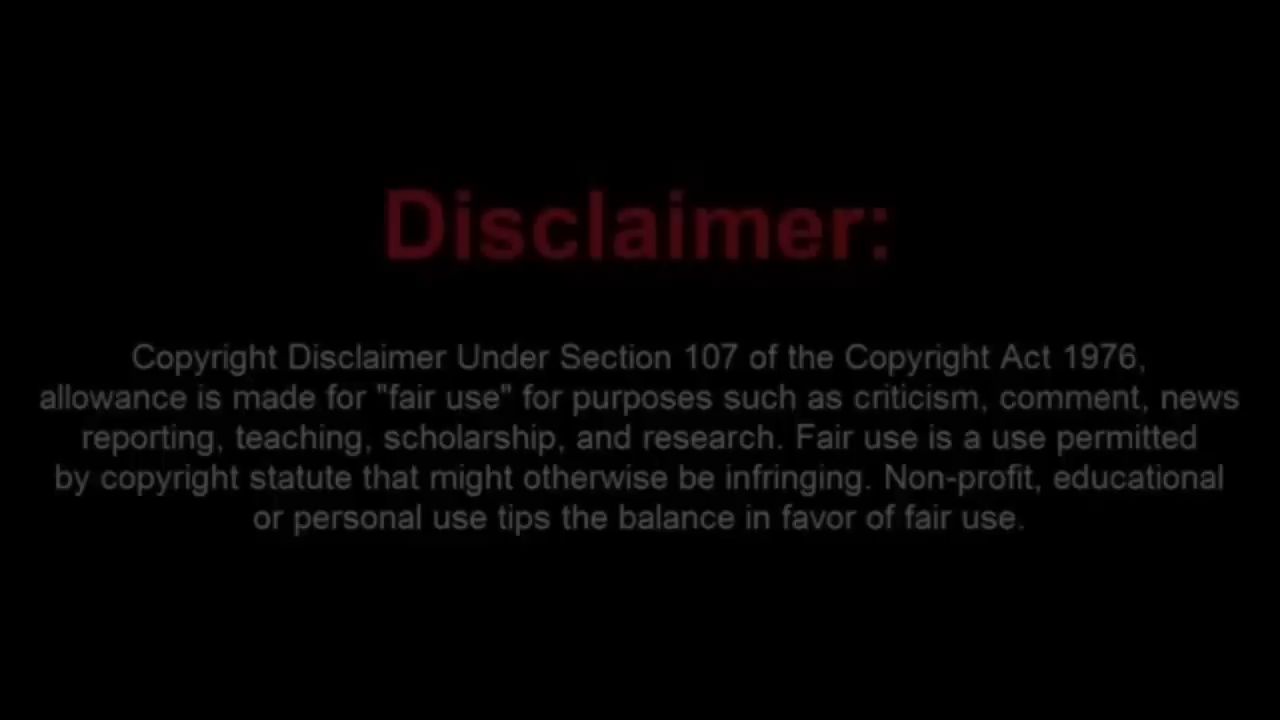 Disclaimer:
Copyright Disclaimer Under Section 107 of the Copyright Act 1976,
allowance is made for "fair use" for purposes such as criticism, comment, news
reporting, teaching, scholarship, and research. Fair use is a use permitted
by copyright statute that might otherwise be infringing. Non-profit, educational
or personal use tips the balance in favor of fair use.